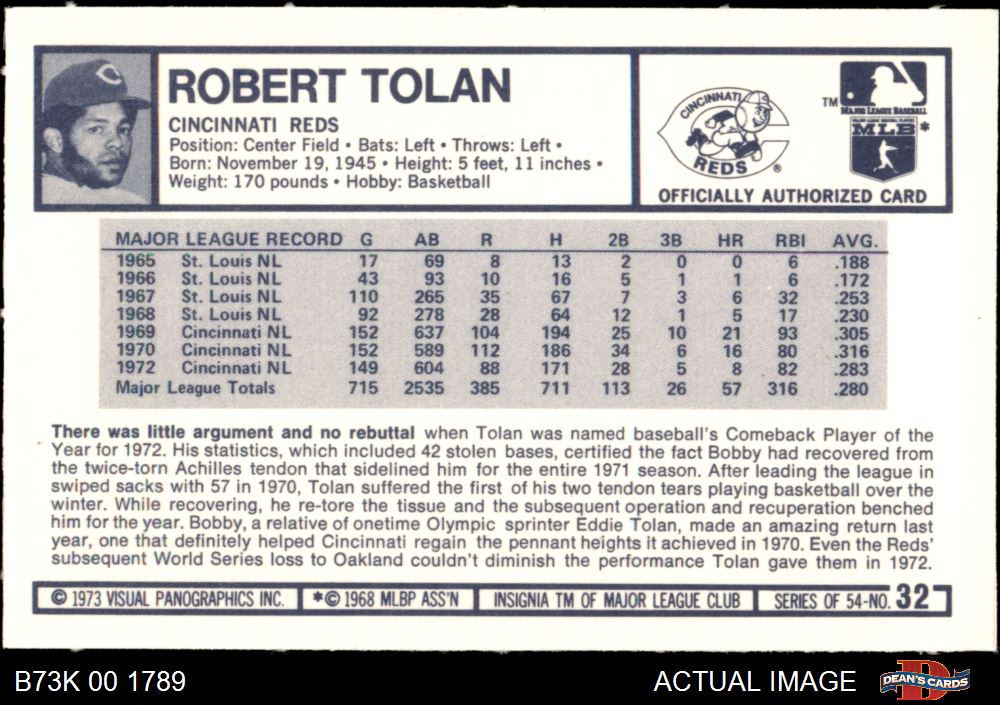 ROBERT TOLAN
CINCINNATI REDS
Position: Center Field • Bats: Left • Throws: Left •
Born: November 19, 1945 • Height: 5 feet, 11 inches •
Weight: 170 pounds • Hobby: Basketball
C
CINCINNATI
REDS
®
TM
MAJOR LEAGUE BASEBALL
MAJOR LEAGUE BASEBALL PLAYERS
MLB*
OFFICIALLY AUTHORIZED CARD
MAJOR LEAGUE RECORD G AB R H 2B 3B HR RBI AVG.
1965 St. Louis NL 17 69 8 13 2 0 0 6 .188
1966 St. Louis NL 43 93 10 16 5 1 1 6 .172
1967 St. Louis NL 110 265 35 67 7 3 6 32 .253
1968 St. Louis NL 92 278 28 64 12 1 5 17 .230
1969 Cincinnati NL 152 637 104 194 25 10 21 93 .305
1970 Cincinnati NL 152 589 112 186 34 6 16 80 .316
1972 Cincinnati NL 149 604 88 171 28 5 8 82 .283
Major League Totals 715 2535 385 711 113 26 57 316 .280
There was little argument and no rebuttal when Tolan was named baseball's Comeback Player of the
Year for 1972. His statistics, which included 42 stolen bases, certified the fact Bobby had recovered from
the twice-torn Achilles tendon that sidelined him for the entire 1971 season. After leading the league in
swiped sacks with 57 in 1970, Tolan suffered the first of his two tendon tears playing basketball over the
winter. While recovering, he re-tore the tissue and the subsequent operation and recuperation benched
him for the year. Bobby, a relative of onetime Olympic sprinter Eddie Tolan, made an amazing return last
year, one that definitely helped Cincinnati regain the pennant heights it achieved in 1970. Even the Reds'
subsequent World Series loss to Oakland couldn't diminish the performance Tolan gave them in 1972.
© 1973 VISUAL PANOGRAPHICS INC. *© 1968 MLBP ASS'N INSIGNIA TM OF MAJOR LEAGUE CLUB SERIES OF 54-NO. 32
B73K 00 1789
ACTUAL IMAGE
DEAN'S CARDS